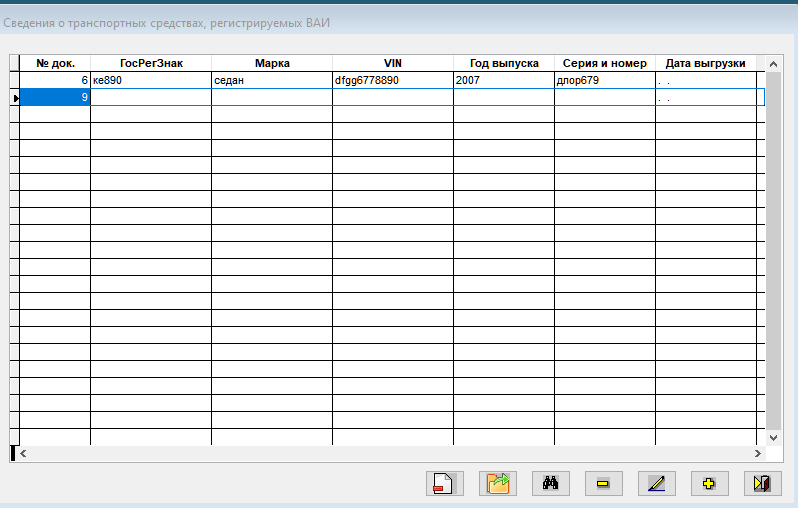 Сведения о транспортных средствах, регистрируемых ВАИ
№ док. ГосРегЗнак Марка VIN Год выпуска Серия и номер Дата выгрузки
6 ке890 седан dfgg6778890 2007 дпор679 . .
9 . .